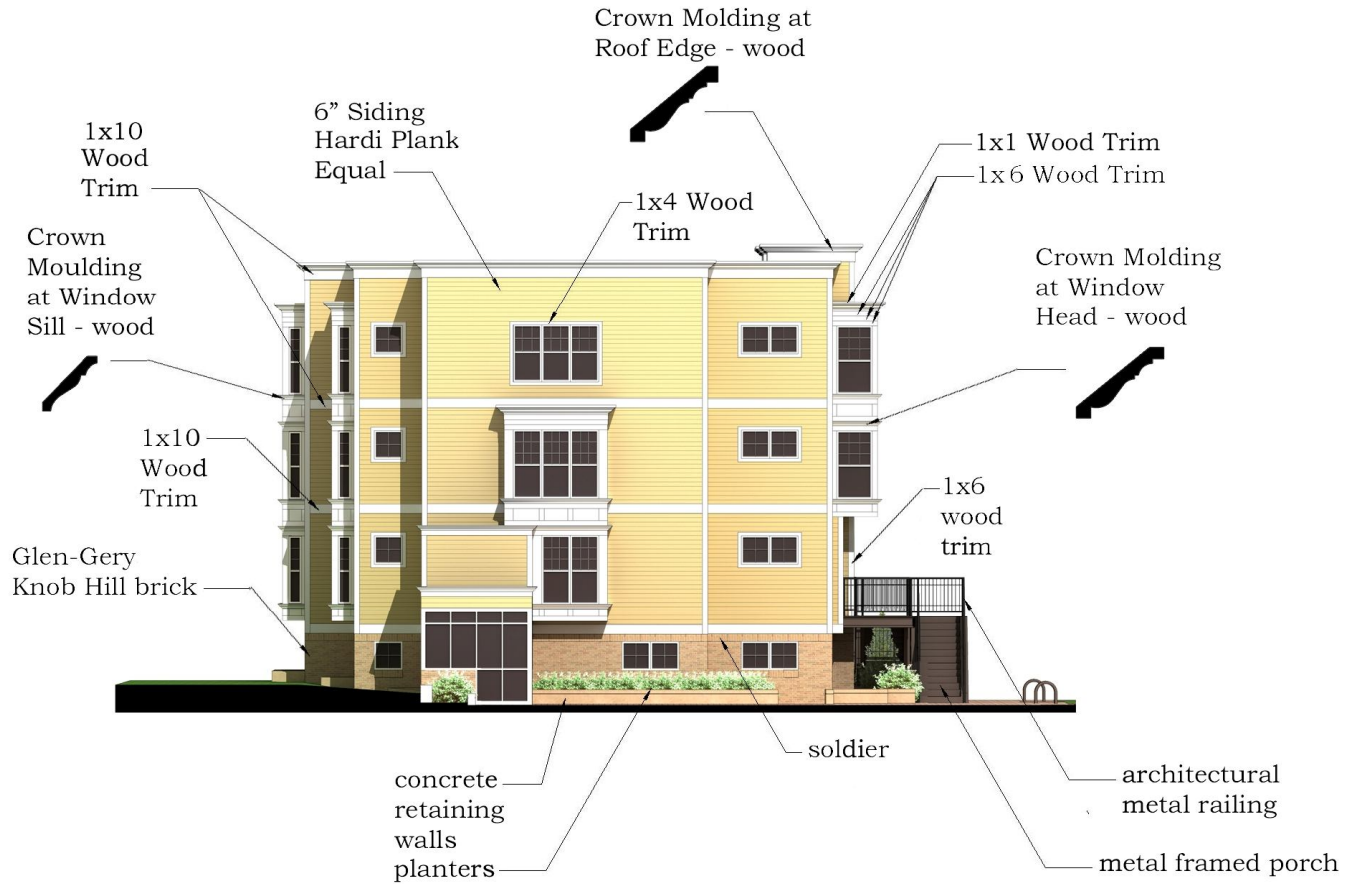 Crown Molding at
Roof Edge - wood
6” Siding
Hardi Plank
Equal
1x10
Wood
Trim
1x1 Wood Trim
1x6 Wood Trim
1x4 Wood
Trim
Crown
Moulding
at Window
Sill - wood
Crown Molding
at Window
Head - wood
1x10
Wood
Trim
1x6
wood
trim
Glen-Gery
Knob Hill brick
soldier
concrete
retaining
walls
planters
architectural
metal railing
metal framed porch